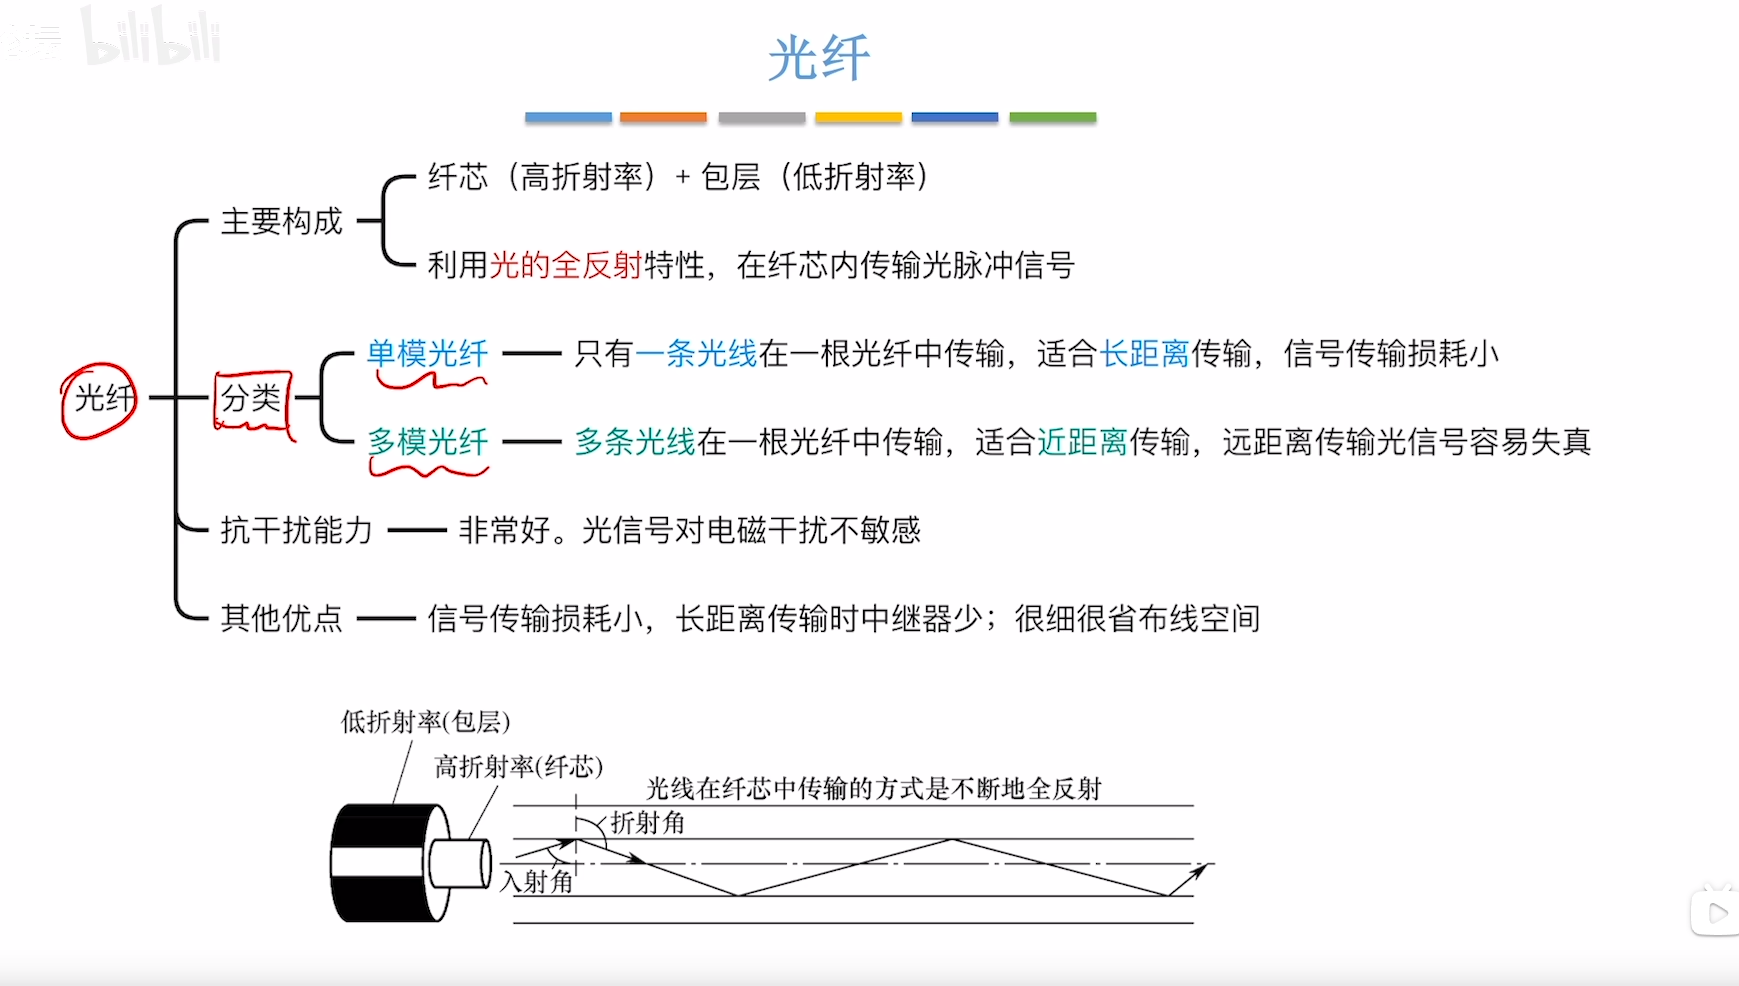 bilibili
光纤
纤芯（高折射率）+ 包层（低折射率）
主要构成
利用光的全反射特性，在纤芯内传输光脉冲信号
单模光纤
只有一条光线在一根光纤中传输，适合长距离传输，信号传输损耗小
光纤
分类
多模光纤
多条光线在一根光纤中传输，适合近距离传输，远距离传输光信号容易失真
抗干扰能力
非常好。光信号对电磁干扰不敏感
其他优点
信号传输损耗小，长距离传输时中继器少；很细很省布线空间
低折射率(包层)
高折射率(纤芯)
光线在纤芯中传输的方式是不断地全反射
折射角
入射角